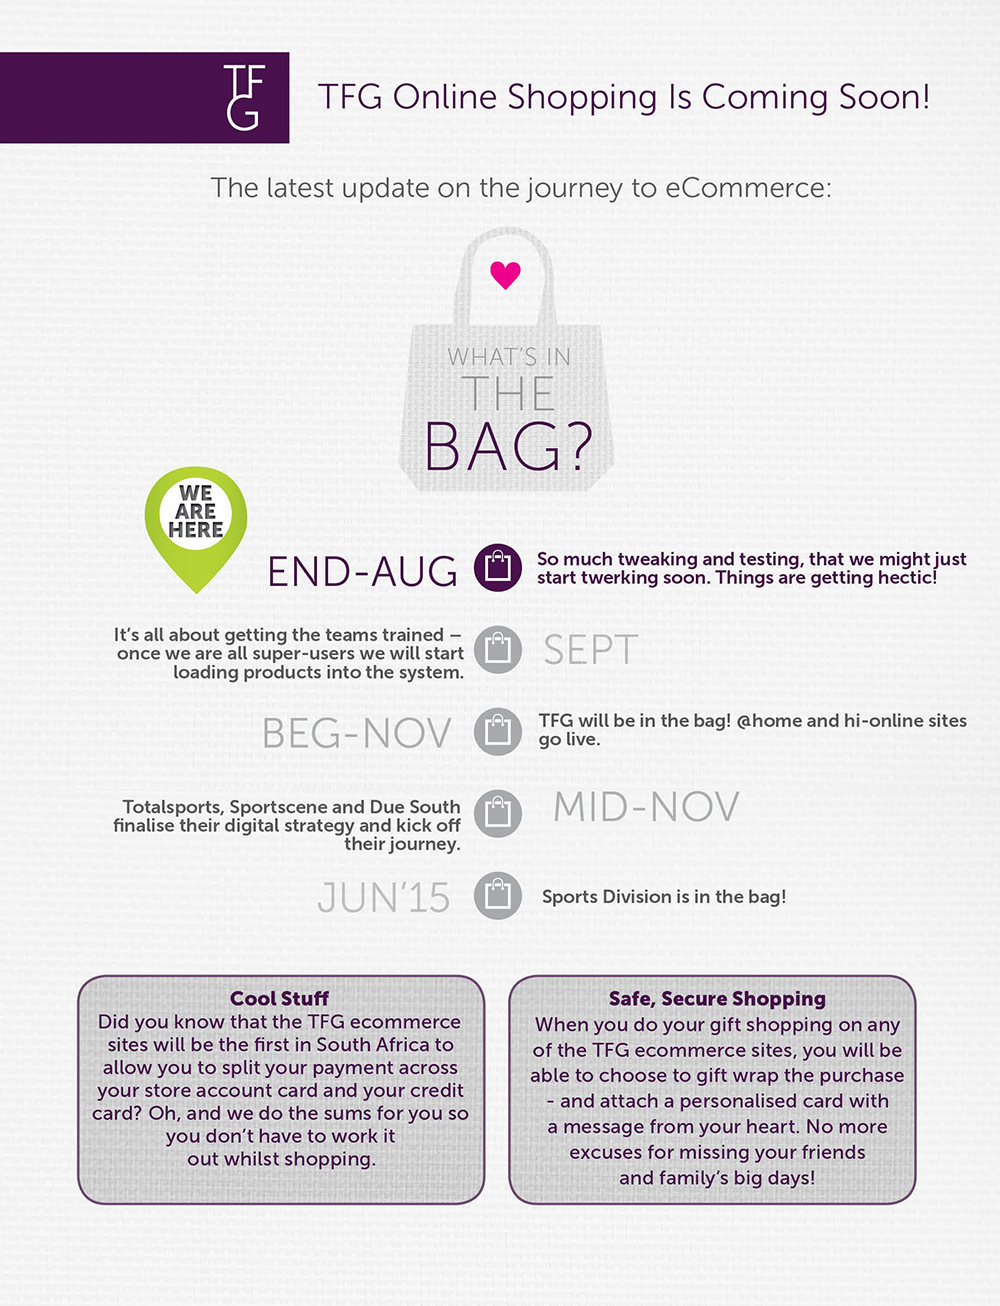 TFG
TFG Online Shopping Is Coming Soon!
The latest update on the journey to eCommerce:
WHAT'S IN
THE
BAG?
WE
ARE
HERE
END-AUG
So much tweaking and testing, that we might just
start twerking soon. Things are getting hectic!
It's all about getting the teams trained –
once we are all super-users we will start
loading products into the system.
SEPT
BEG-NOV
TFG will be in the bag! @home and hi-online sites
go live.
Totalsports, Sportscene and Due South
finalise their digital strategy and kick off
their journey.
MID-NOV
JUN'15
Sports Division is in the bag!
Cool Stuff
Did you know that the TFG ecommerce
sites will be the first in South Africa to
allow you to split your payment across
your store account card and your credit
card? Oh, and we do the sums for you so
you don't have to work it
out whilst shopping.
Safe, Secure Shopping
When you do your gift shopping on any
of the TFG ecommerce sites, you will be
able to choose to gift wrap the purchase
- and attach a personalised card with
a message from your heart. No more
excuses for missing your friends
and family's big days!